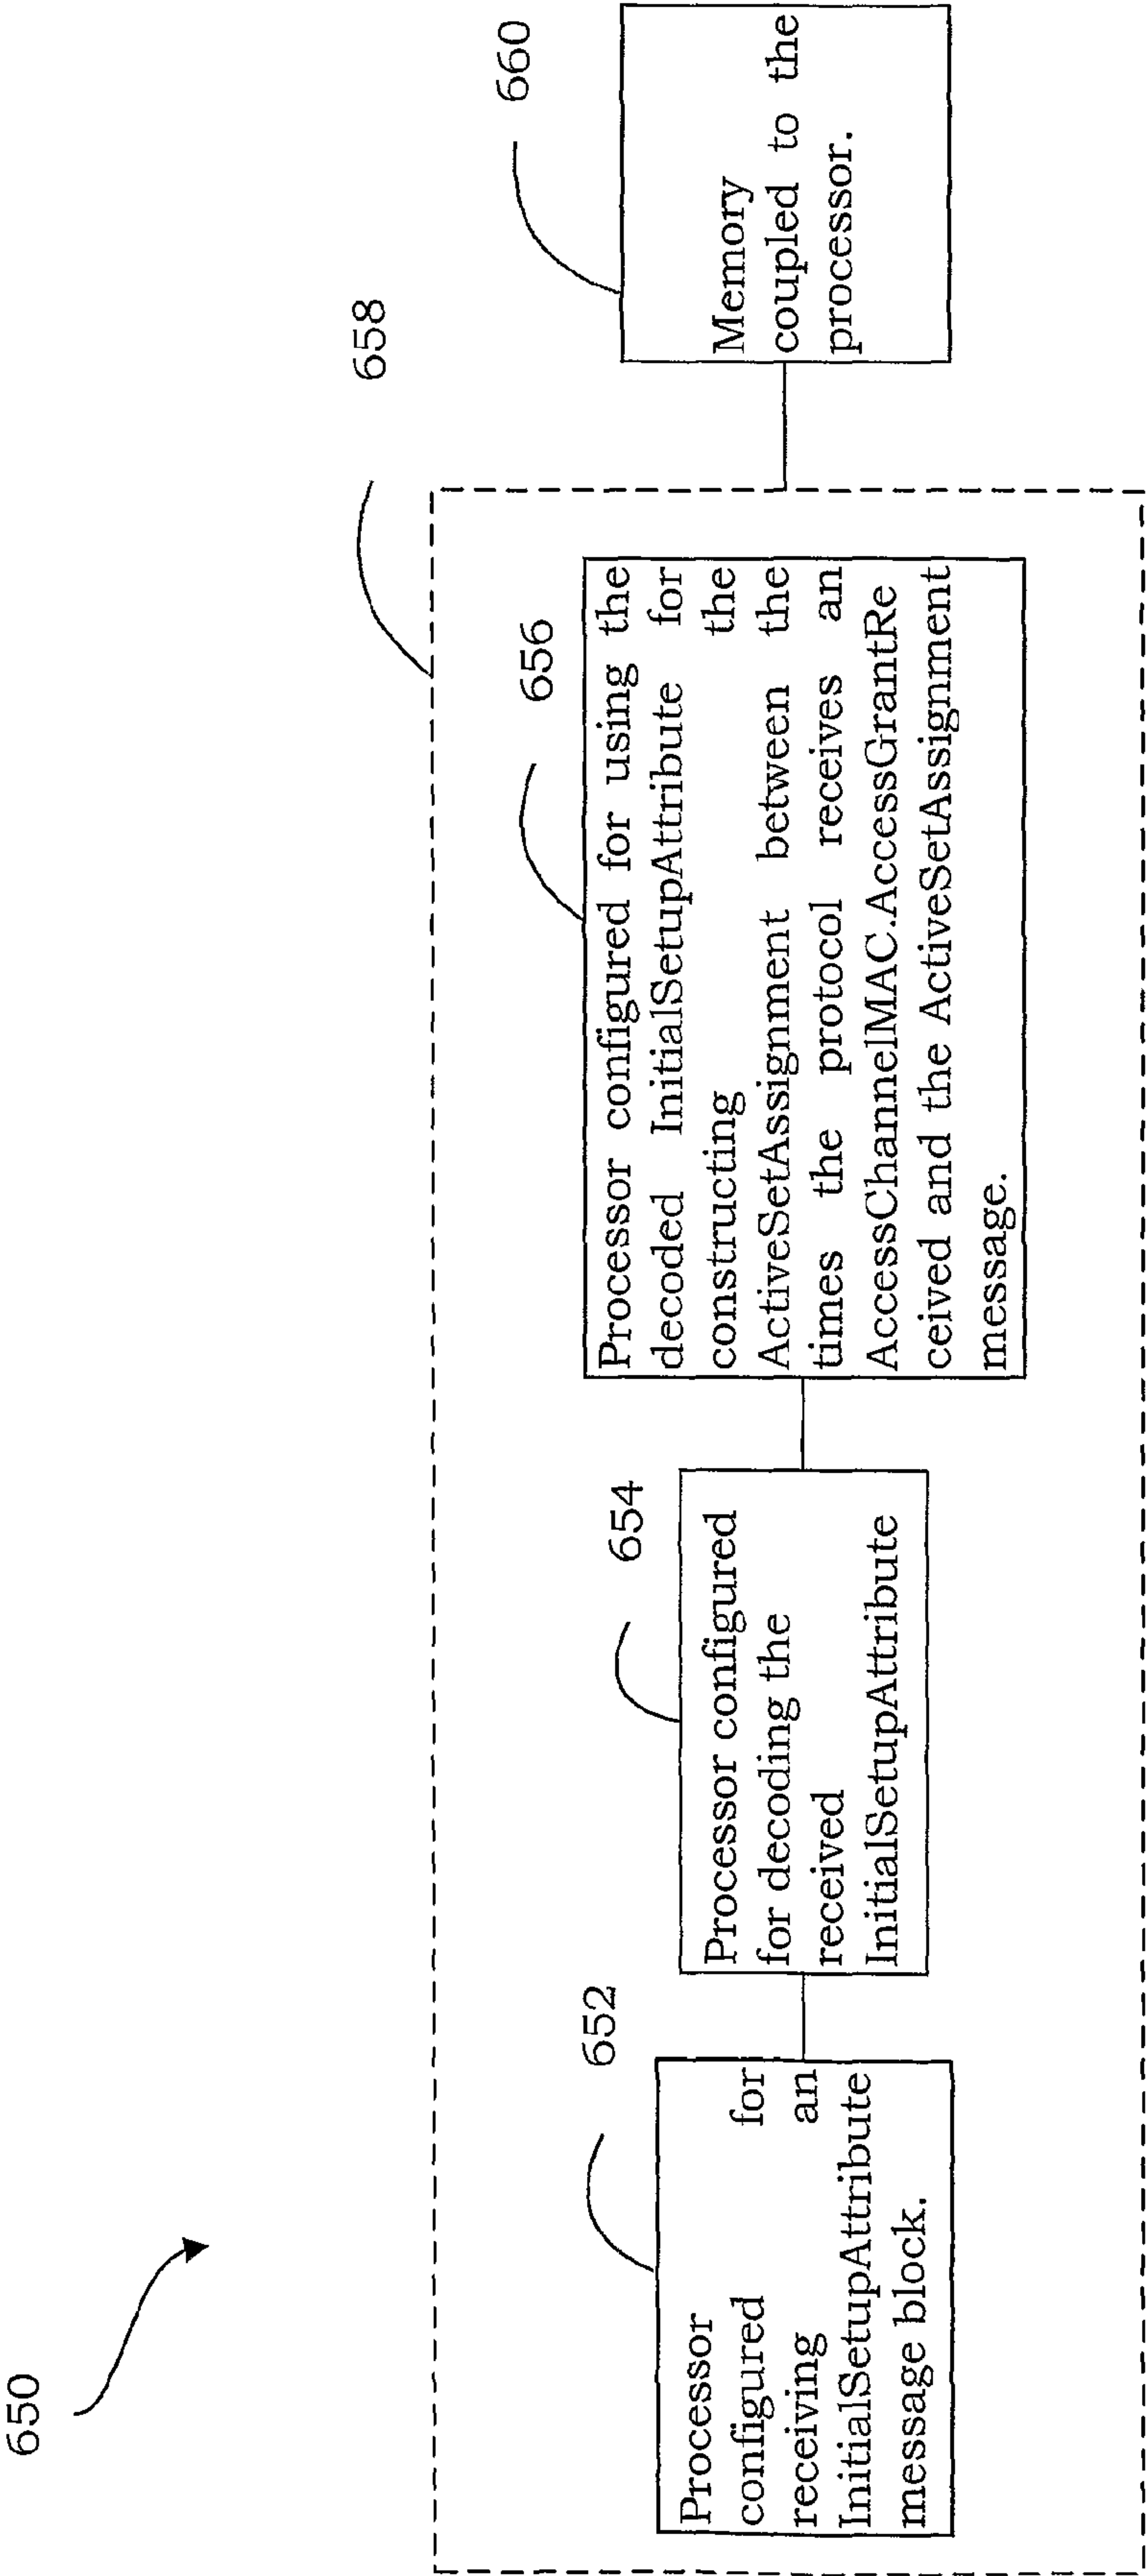 650
658
652
Processor
configured for
receiving an
InitialSetupAttribute
message block.
654
Processor configured
for decoding the
received
InitialSetupAttribute
656
Processor configured for using the
decoded InitialSetupAttribute for
constructing the
ActiveSetAssignment between the
times the protocol receives an
AccessChannelMAC.AccessGrantRe
ceived and the ActiveSetAssignment
message.
660
Memory
coupled to the
processor.